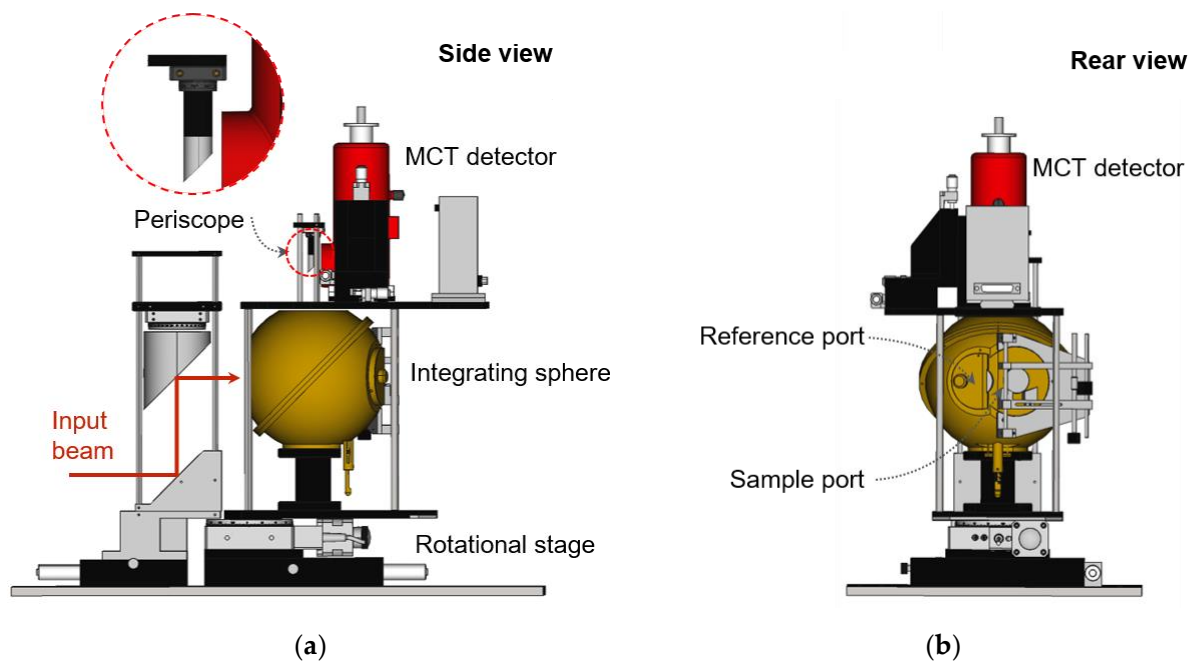 Side view
MCT detector
Periscope
Integrating sphere
Input
beam
Rotational stage
(a)
Rear view
MCT detector
Reference port
Sample port
(b)